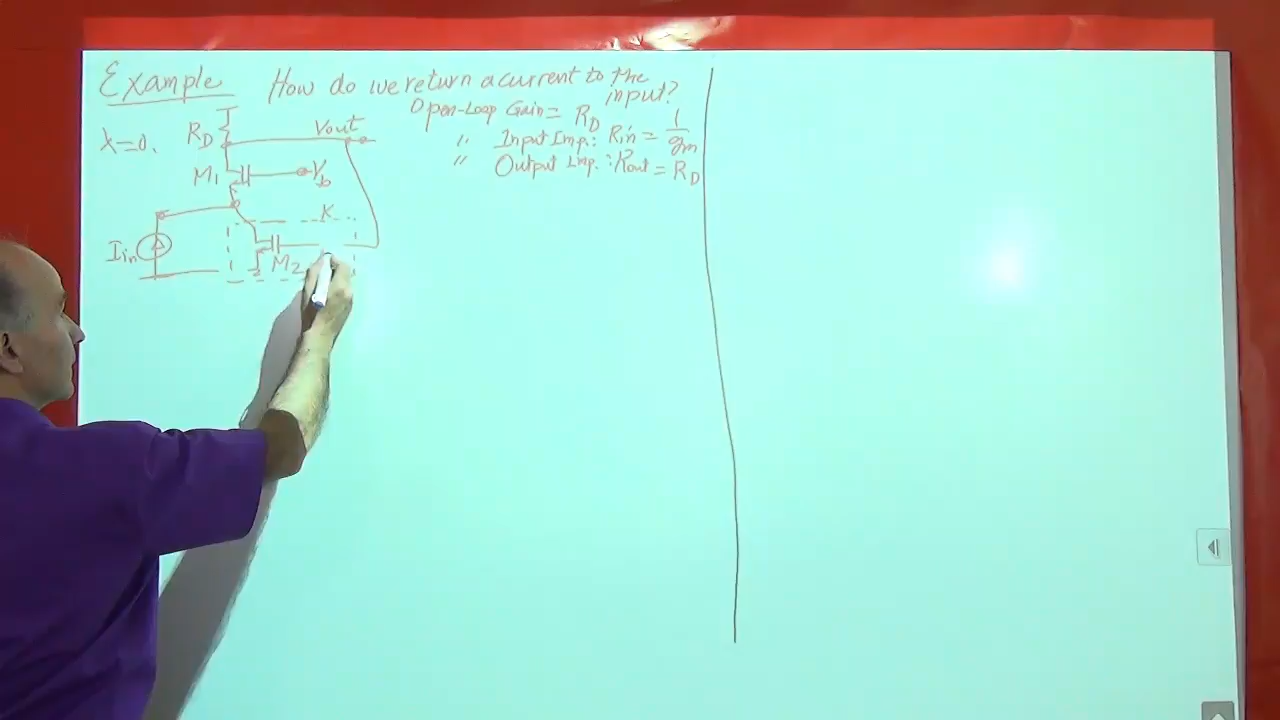 Example How do we return a current to the input?
Open-Loop Gain = R_D
λ=0. R_D Vout
" Input Imp: Rin = 1/gm
" Output Imp: Rout = R_D
M1 Vb
K
Iin M2